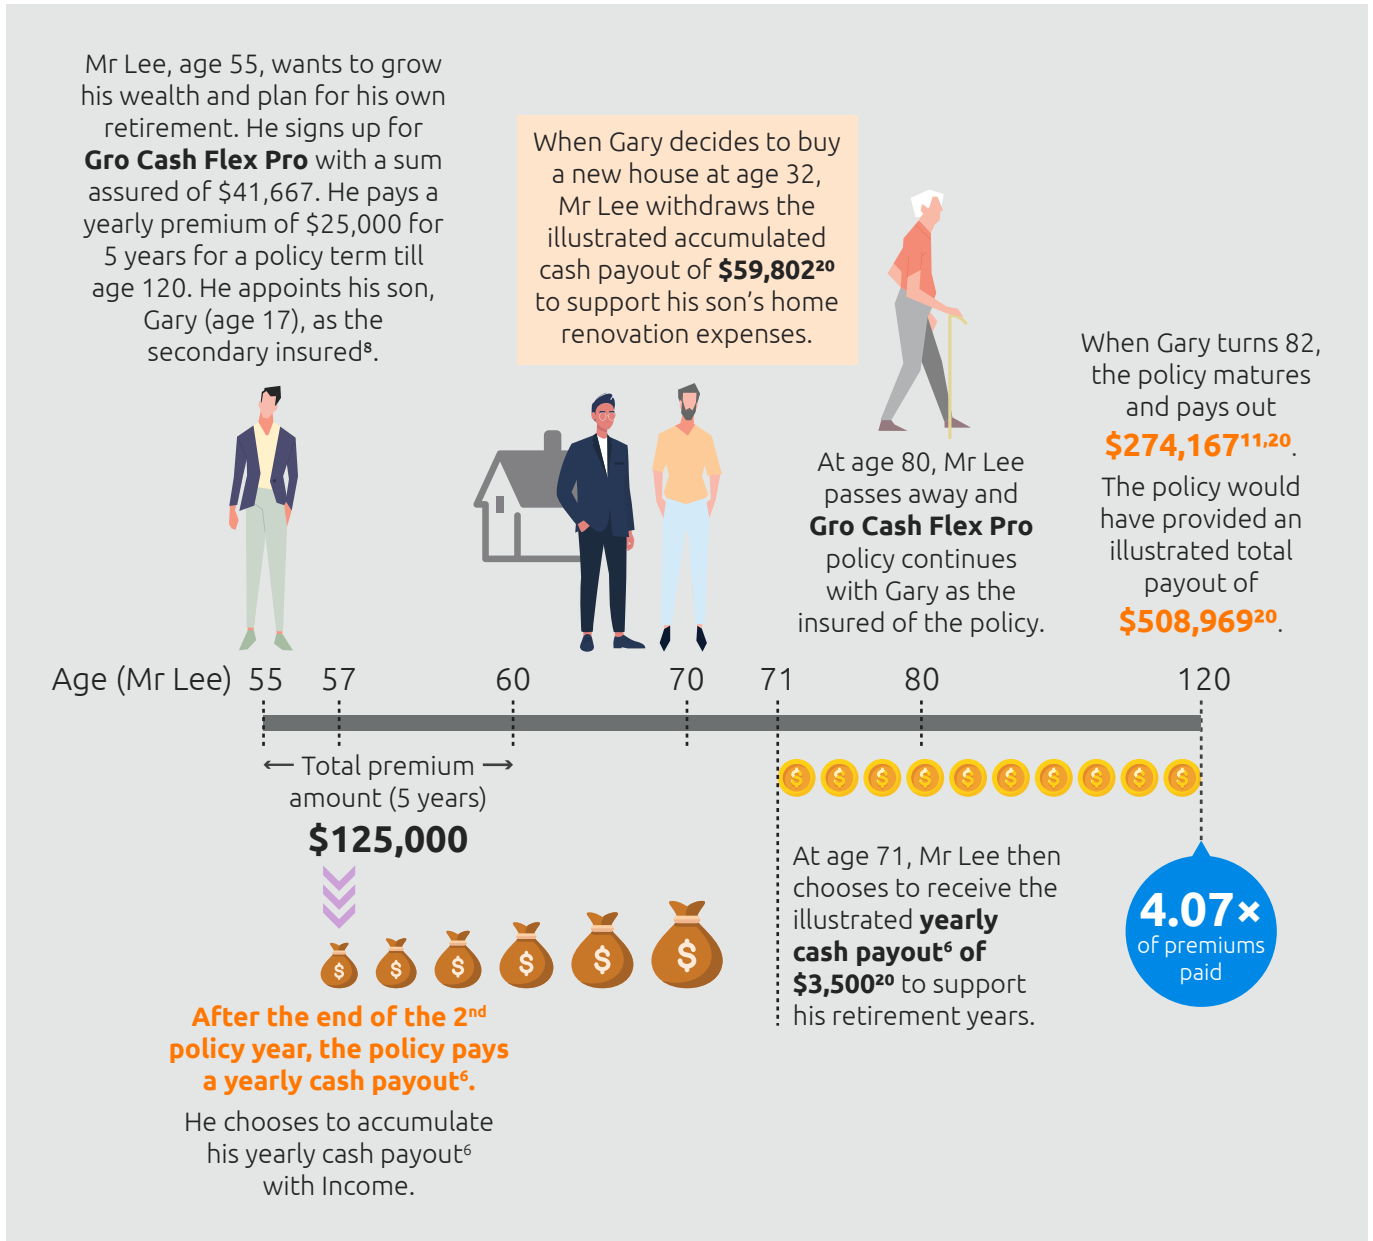 Mr Lee, age 55, wants to grow
his wealth and plan for his own
retirement. He signs up for
Gro Cash Flex Pro with a sum
assured of $41,667. He pays a
yearly premium of $25,000 for
5 years for a policy term till
age 120. He appoints his son,
Gary (age 17), as the
secondary insured⁸.
When Gary decides to buy
a new house at age 32,
Mr Lee withdraws the
illustrated accumulated
cash payout of $59,802²⁰
to support his son’s home
renovation expenses.
At age 80, Mr Lee
passes away and
Gro Cash Flex Pro
policy continues
with Gary as the
insured of the policy.
When Gary turns 82,
the policy matures
and pays out
$274,167¹¹,²⁰.
The policy would
have provided an
illustrated total
payout of
$508,969²⁰.
Age (Mr Lee) 55 57 60 70 71 80 120
← Total premium →
amount (5 years)
$125,000
$ $ $ $ $ $
After the end of the 2ⁿᵈ
policy year, the policy pays
a yearly cash payout⁶.
He chooses to accumulate
his yearly cash payout⁶
with Income.
$ $ $ $ $ $ $ $ $ $
At age 71, Mr Lee then
chooses to receive the
illustrated yearly
cash payout⁶ of
$3,500²⁰ to support
his retirement years.
4.07×
of premiums
paid